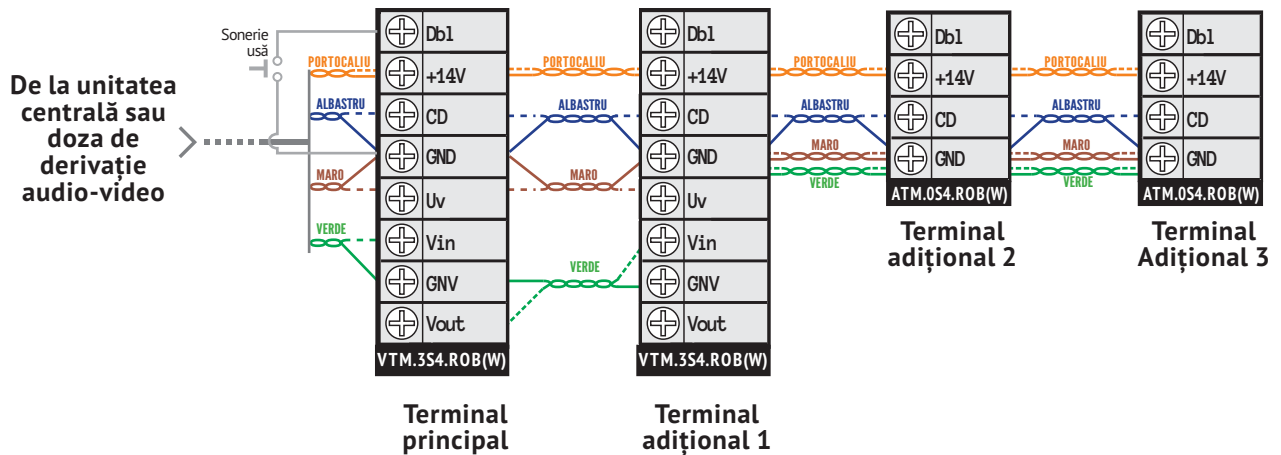 De la unitatea
centrală sau
doza de
derivație
audio-video
Sonerie
usă
PORTOCALIU
ALBASTRU
MARO
VERDE
Dbl
+14V
CD
GND
Uv
Vin
GNV
Vout
VTM.3S4.ROB(W)
Terminal
principal
PORTOCALIU
ALBASTRU
MARO
VERDE
Dbl
+14V
CD
GND
Uv
Vin
GNV
Vout
VTM.3S4.ROB(W)
Terminal
adițional 1
PORTOCALIU
ALBASTRU
MARO
VERDE
Dbl
+14V
CD
GND
ATM.0S4.ROB(W)
Terminal
adițional 2
PORTOCALIU
ALBASTRU
MARO
VERDE
Dbl
+14V
CD
GND
ATM.0S4.ROB(W)
Terminal
Adițional 3